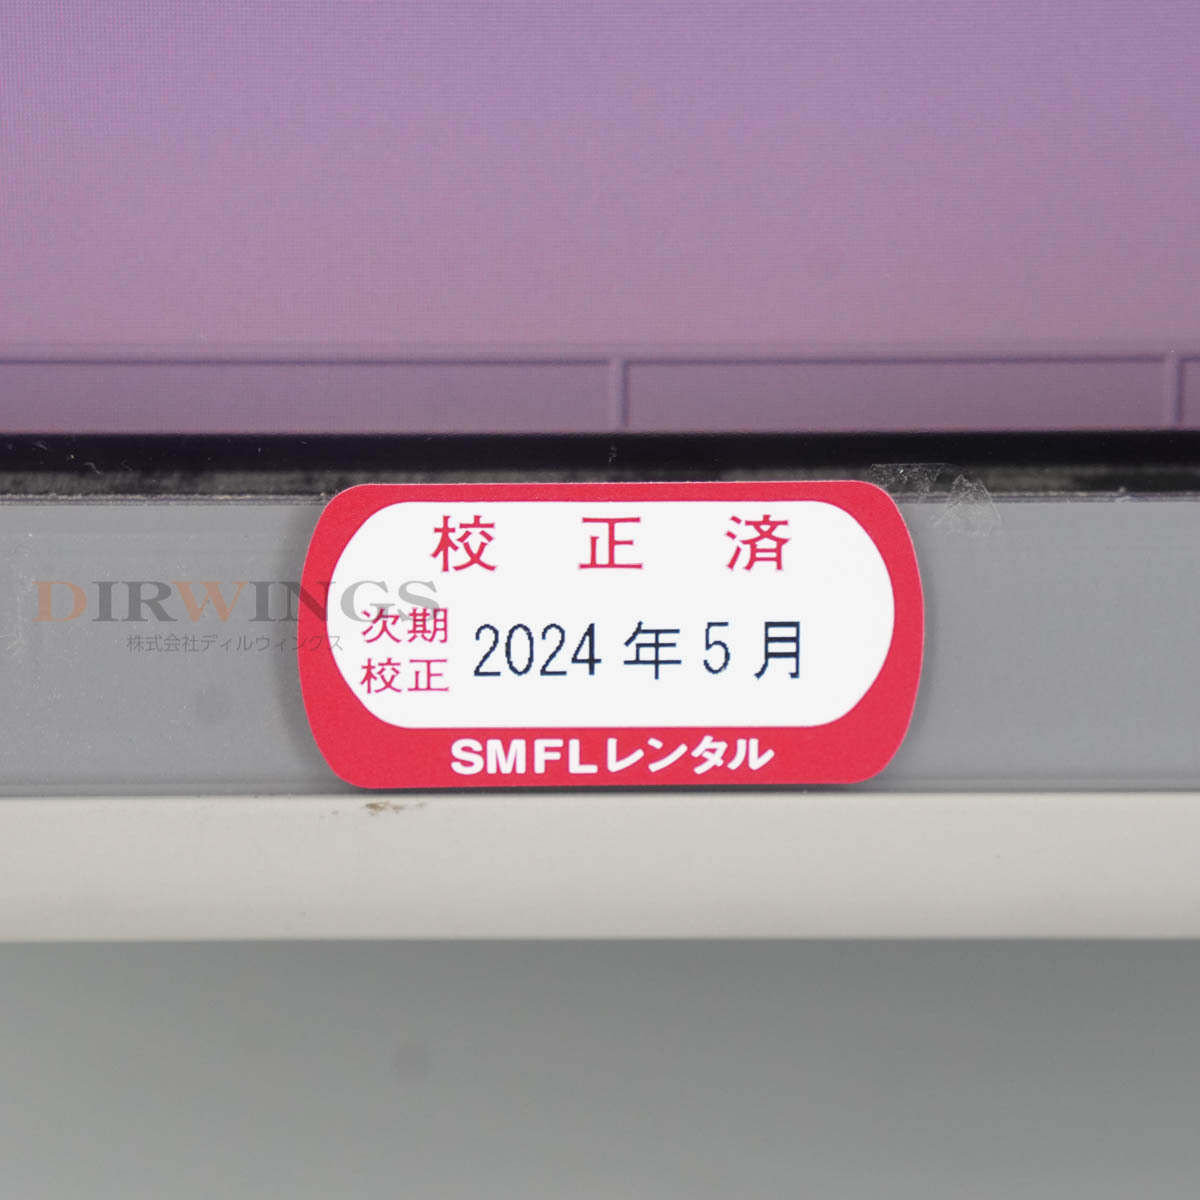 校正済
DIRWINGS
株式会社ディルウィングス
次期
校正
2024年5月
SMFLレンタル